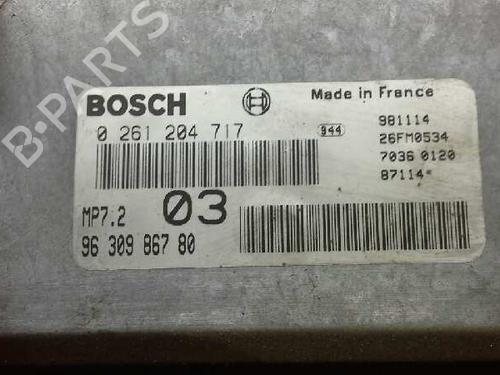 B-PARTS
BOSCH
Made in France
0 261 204 717
944
981114
26FM0534
7036 0120
87114*
MP7.2
03
96 309 867 80